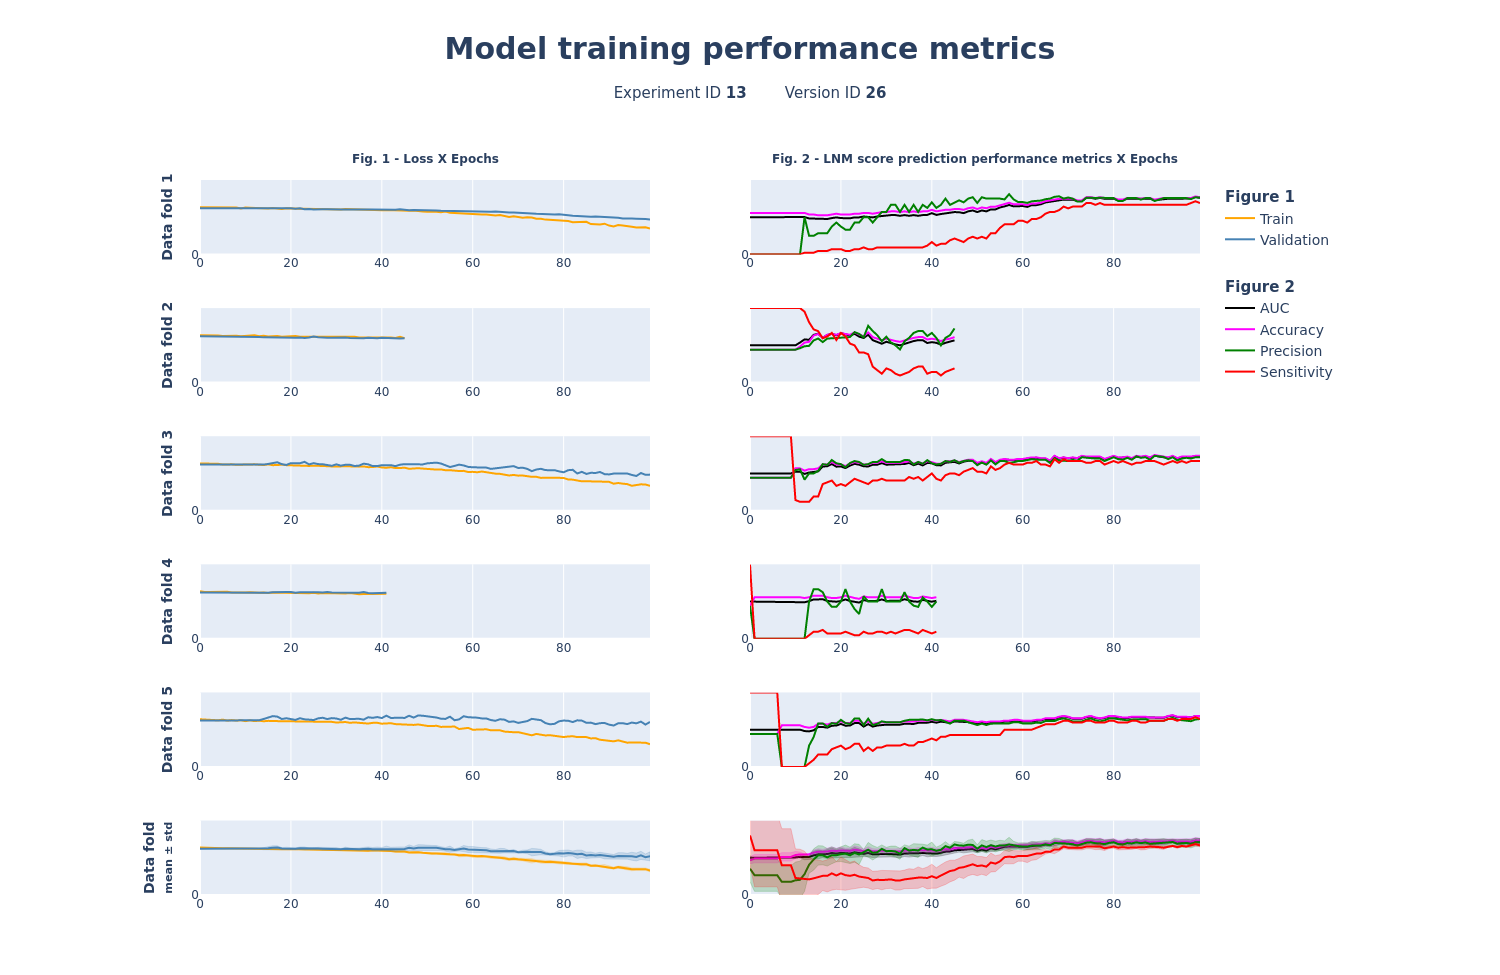 Model training performance metrics
Experiment ID 13 Version ID 26
Fig. 1 - Loss X Epochs
Fig. 2 - LNM score prediction performance metrics X Epochs
Data fold 1
0
0 20 40 60 80
0
0 20 40 60 80
Figure 1
Train
Validation
Figure 2
AUC
Accuracy
Precision
Sensitivity
Data fold 2
0
0 20 40 60 80
0
0 20 40 60 80
Data fold 3
0
0 20 40 60 80
0
0 20 40 60 80
Data fold 4
0
0 20 40 60 80
0
0 20 40 60 80
Data fold 5
0
0 20 40 60 80
0
0 20 40 60 80
Data fold
mean ± std
0
0 20 40 60 80
0
0 20 40 60 80